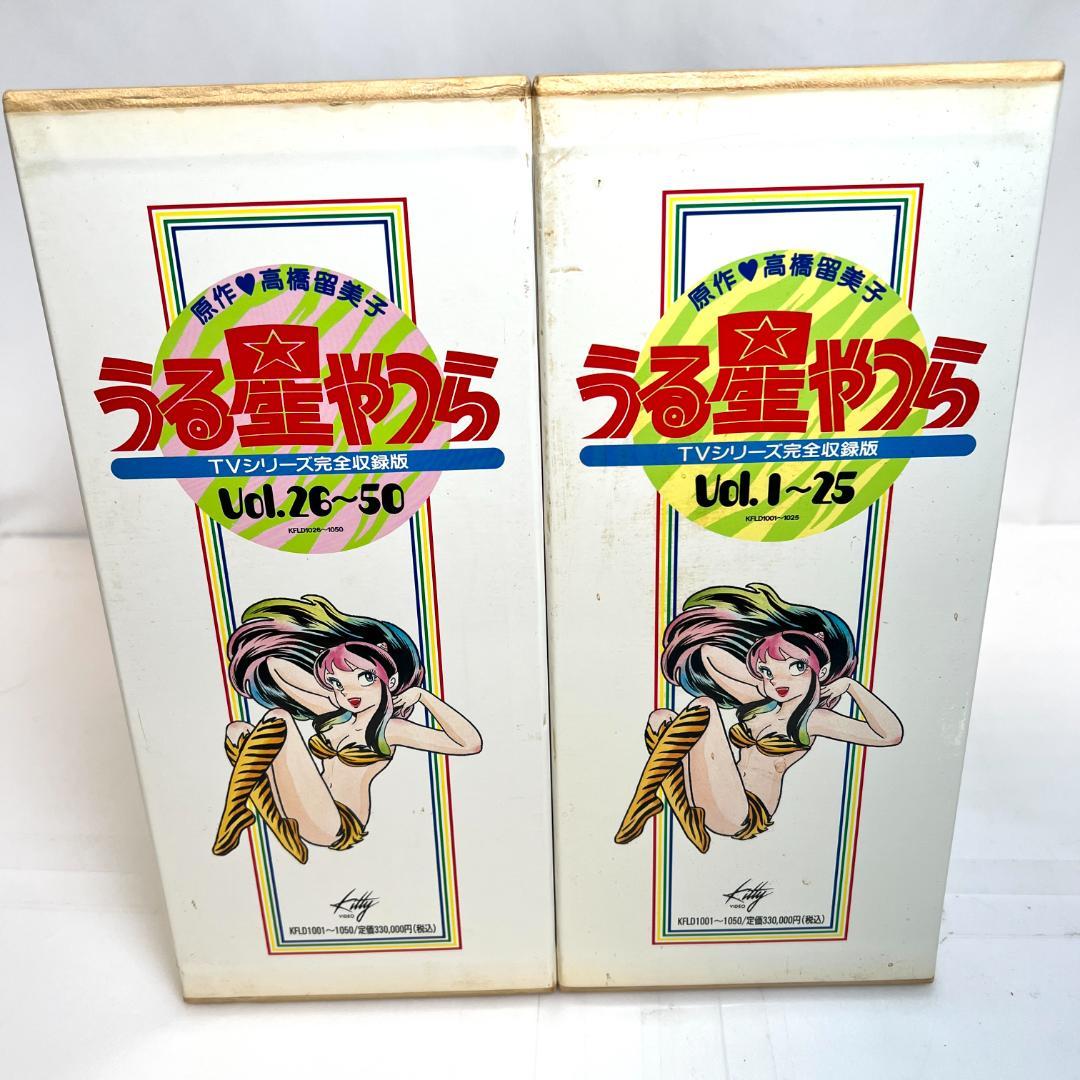 原作♥高橋留美子
うる星やつら
TVシリーズ完全収録版
Vol.26〜50
KFLD1026〜1050
Kitty
VIDEO
KFLD1001〜1050/定価330,000円(税込)
原作♥高橋留美子
うる星やつら
TVシリーズ完全収録版
Vol.1〜25
KFLD1001〜1025
Kitty
VIDEO
KFLD1001〜1050/定価330,000円(税込)